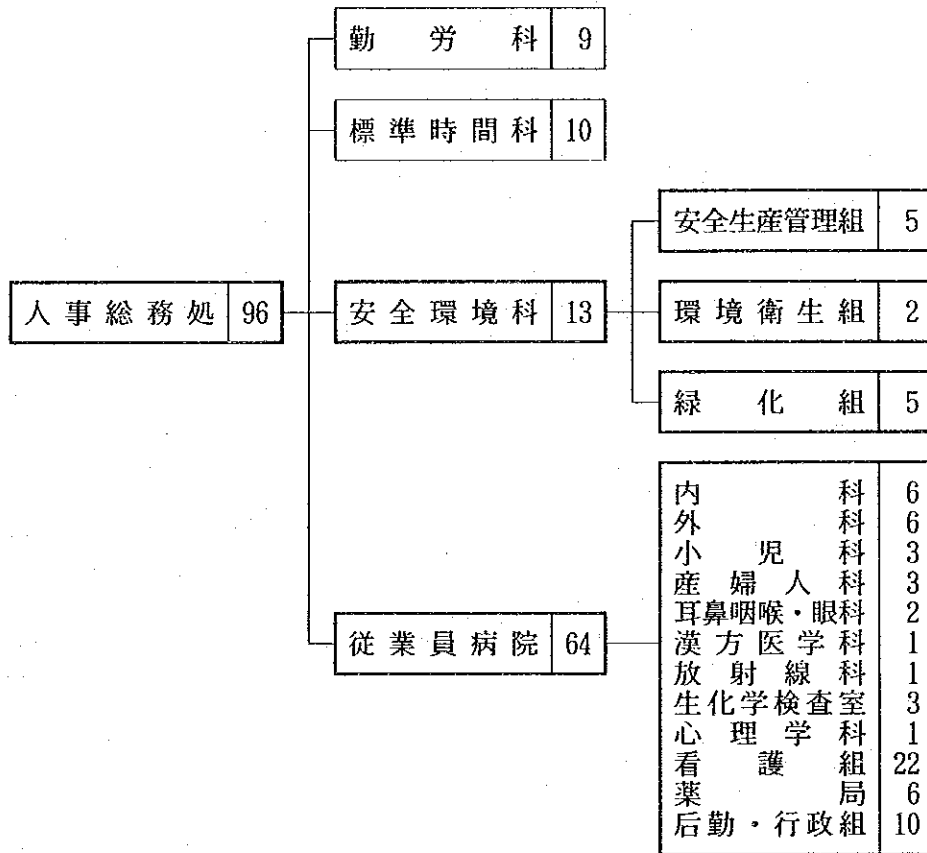 勤労科 9
標準時間科 10
安全生産管理組 5
人事総務処 96
安全環境科 13
環境衛生組 2
緑化組 5
従業員病院 64
内科 6
外科 6
小児科 3
産婦人科 3
耳鼻咽喉・眼科 2
漢方医学科 1
放射線科 1
生化学検査室 3
心理学科 1
看護組 22
薬局 6
后勤・行政組 10